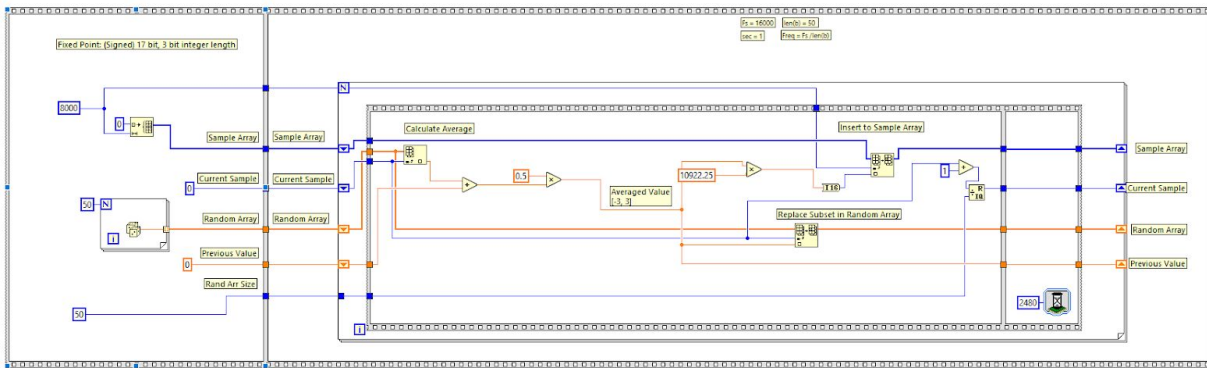 Fs = 16000
len(b) = 50
sec = 1
Freq = Fs /len(b)
Fixed Point: (Signed) 17 bit, 3 bit integer length
N
8000
0
Sample Array
Sample Array
Calculate Average
Insert to Sample Array
Sample Array
0.5
10922.25
I16
1
R
IQ
0
Current Sample
Current Sample
Current Sample
Averaged Value
[-3, 3]
50
N
i
Random Array
Random Array
Replace Subset in Random Array
Random Array
0
Previous Value
Previous Value
Previous Value
Rand Arr Size
50
2480
i